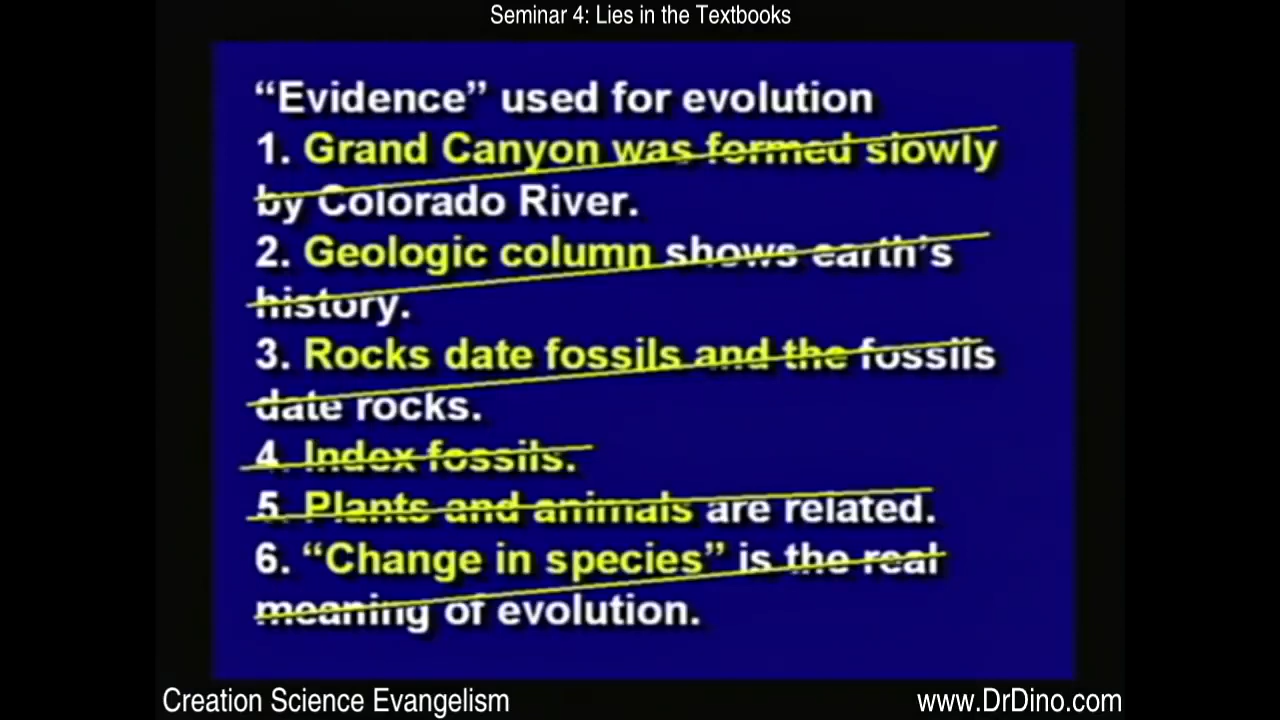 Seminar 4: Lies in the Textbooks
“Evidence” used for evolution
1. Grand Canyon was formed slowly
by Colorado River.
2. Geologic column shows earth’s
history.
3. Rocks date fossils and the fossils
date rocks.
4. Index fossils.
5. Plants and animals are related.
6. “Change in species” is the real
meaning of evolution.
Creation Science Evangelism
www.DrDino.com